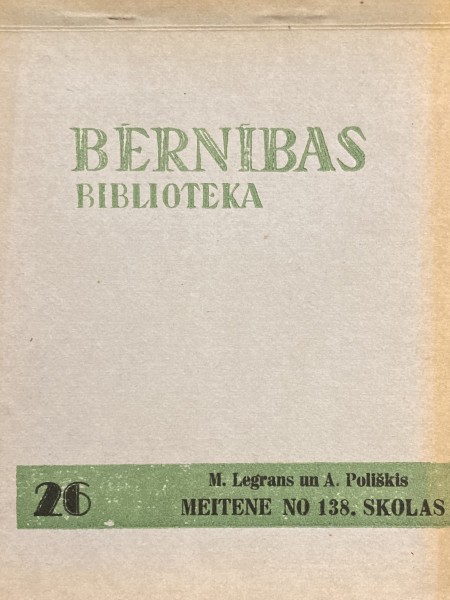 BĒRNĪBAS
BIBLIOTEKA
26
M. Legrans un A. Poliškis
MEITENE NO 138. SKOLAS